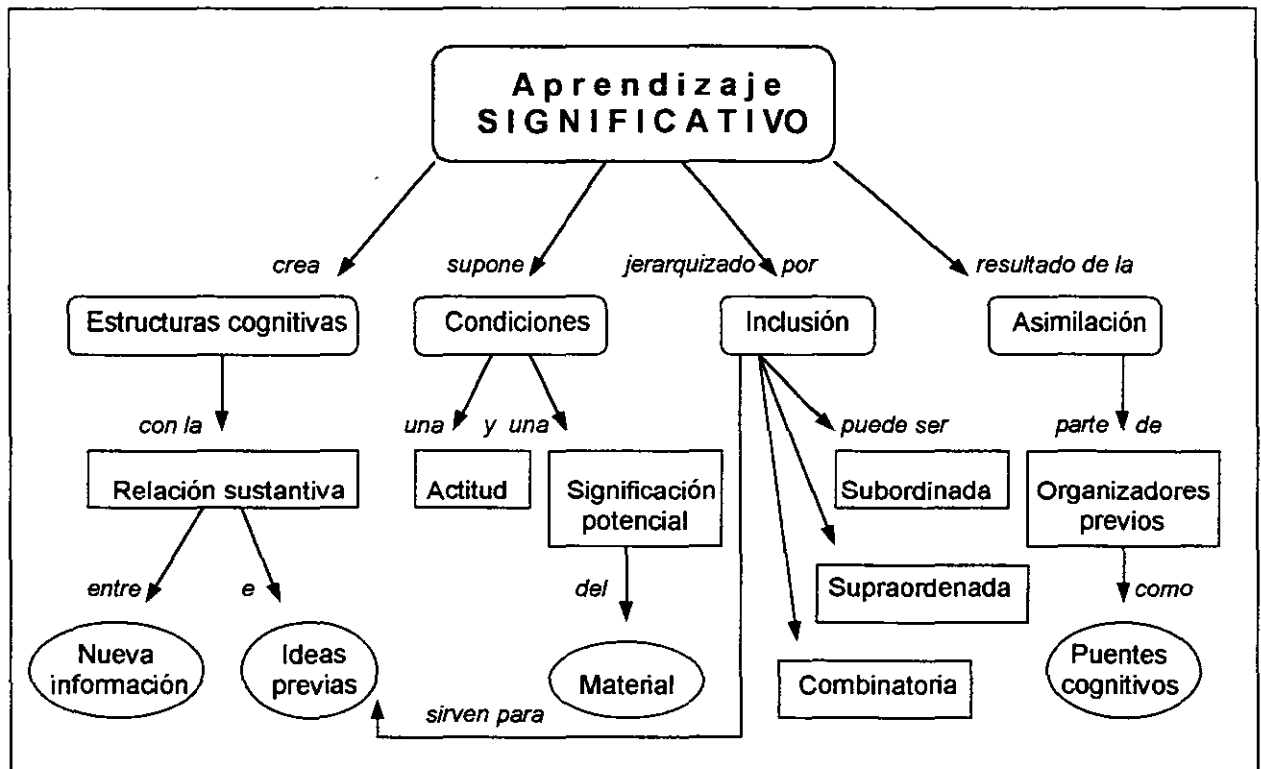 Aprendizaje
SIGNIFICATIVO
crea
supone
jerarquizado por
resultado de la
Estructuras cognitivas
Condiciones
Inclusión
Asimilación
con la
una y una
puede ser
parte de
Relación sustantiva
Actitud
Significación
potencial
Subordinada
Organizadores
previos
entre e
del
Supraordenada
como
Nueva
información
Ideas
previas
Material
Combinatoria
Puentes
cognitivos
sirven para